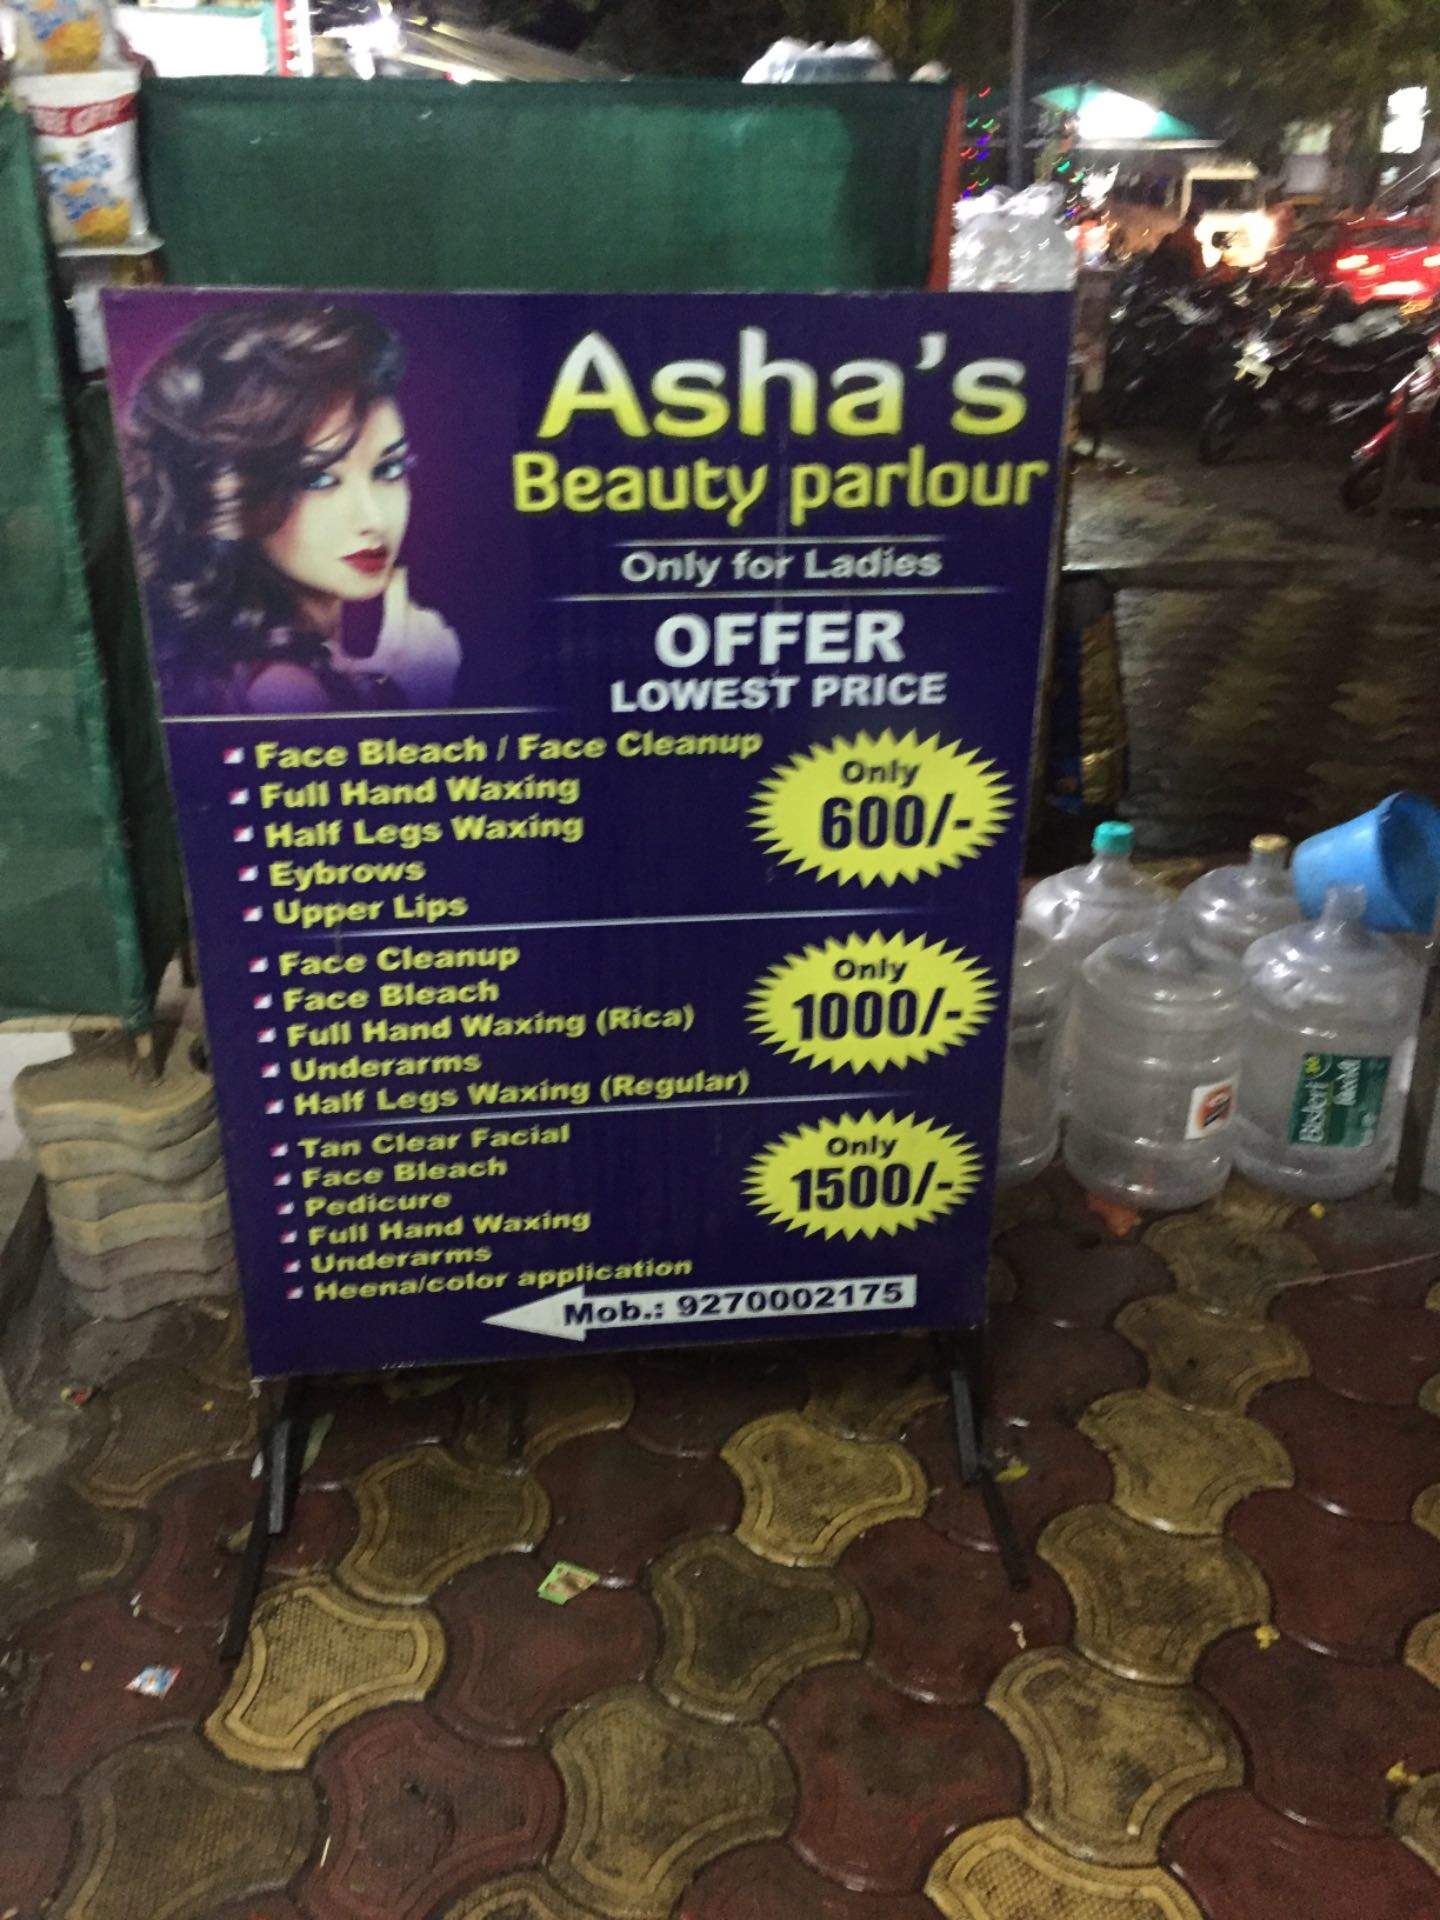 Asha's
Beauty parlour
Only for Ladies
OFFER
LOWEST PRICE
Face Bleach / Face Cleanup
Full Hand Waxing
Half Legs Waxing
Eybrows
Upper Lips
Only
600/-
Face Cleanup
Face Bleach
Full Hand Waxing (Rica)
Underarms
Half Legs Waxing (Regular)
Only
1000/-
Tan Clear Facial
Face Bleach
Pedicure
Full Hand Waxing
Underarms
Heena/color application
Only
1500/-
Mob.: 9270002175
Bisleri